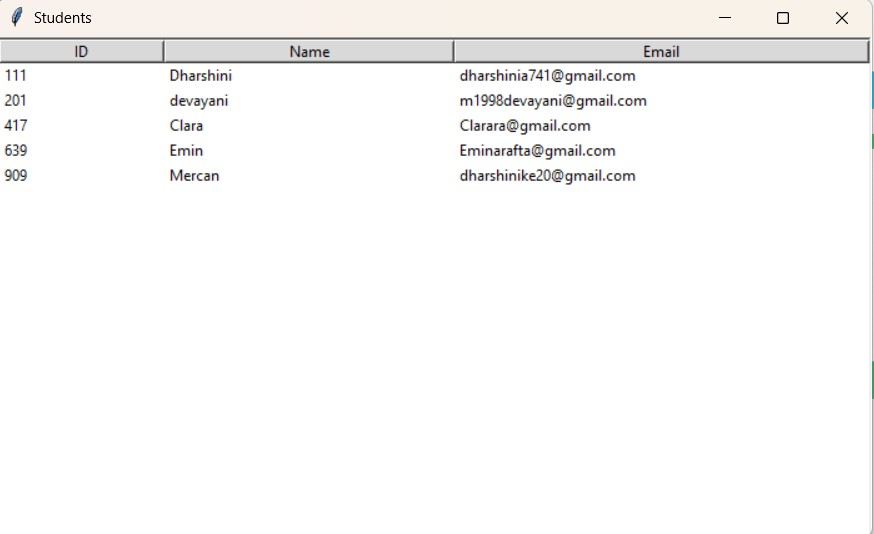 Students
ID Name Email
111 Dharshini dharshinia741@gmail.com
201 devayani m1998devayani@gmail.com
417 Clara Clarara@gmail.com
639 Emin Eminarafta@gmail.com
909 Mercan dharshinike20@gmail.com